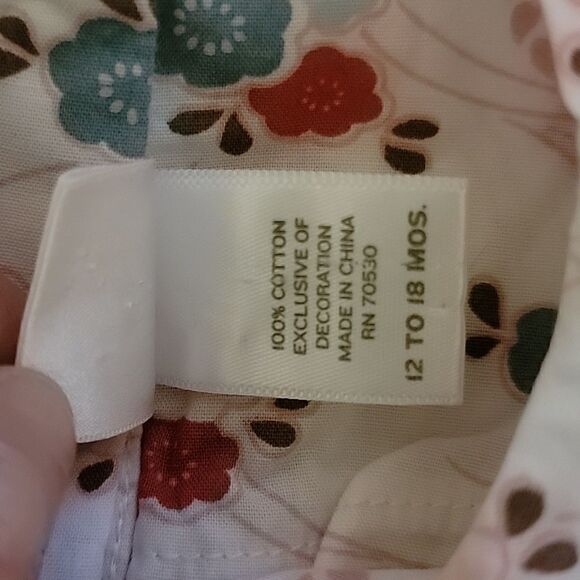 100% COTTON
EXCLUSIVE OF
DECORATION
MADE IN CHINA
RN 70530
12 TO 18 MOS.